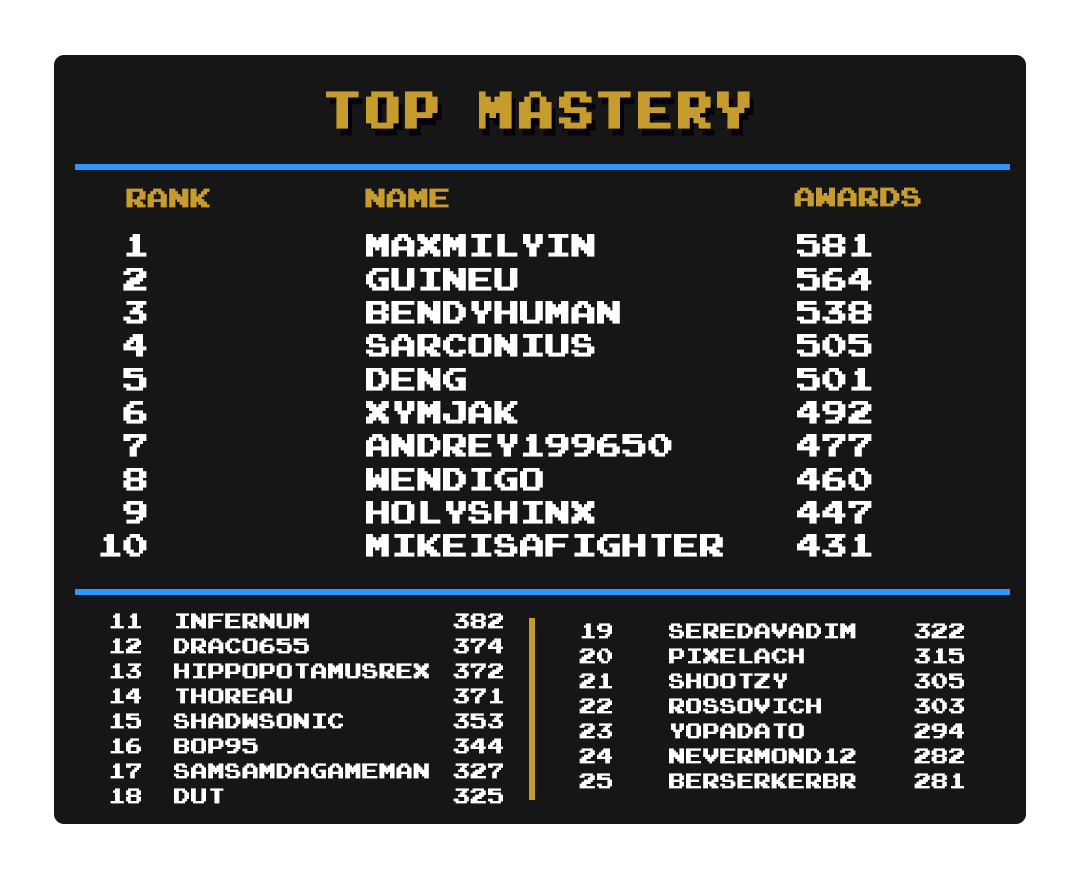 TOP MASTERY
RANK NAME AWARDS
1 MAXMILYIN 581
2 GUINEU 564
3 BENDYHUMAN 538
4 SARCONIUS 505
5 DENG 501
6 XYMJAK 492
7 ANDREY199650 477
8 WENDIGO 460
9 HOLYSHINX 447
10 MIKEISAFIGHTER 431
11 INFERNUM 382
12 DRACO655 374
13 HIPPOPOTAMUSREX 372
14 THOREAU 371
15 SHADWSONIC 353
16 BOP95 344
17 SAMSAMDAGAMEMAN 327
18 DUT 325
19 SEREDAVADIM 322
20 PIXELACH 315
21 SHOOTZY 305
22 ROSSOVICH 303
23 YOPADATO 294
24 NEVERMOND12 282
25 BERSERKERBR 281